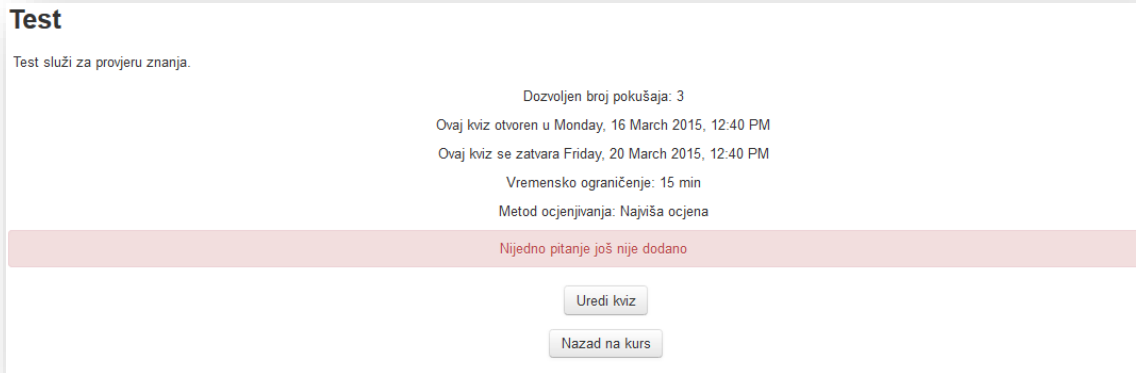 Test
Test služi za provjeru znanja.
Dozvoljen broj pokušaja: 3
Ovaj kviz otvoren u Monday, 16 March 2015, 12:40 PM
Ovaj kviz se zatvara Friday, 20 March 2015, 12:40 PM
Vremensko ograničenje: 15 min
Metod ocjenjivanja: Najviša ocjena
Nijedno pitanje još nije dodano
Uredi kviz
Nazad na kurs